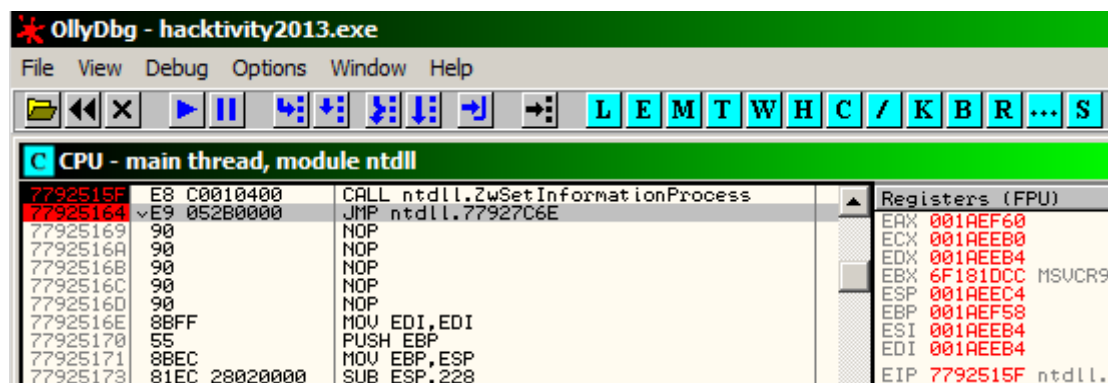 OllyDbg - hacktivity2013.exe
File View Debug Options Window Help
L E M T W H C / K B R ... S
C CPU - main thread, module ntdll
7792515F E8 C0010400 CALL ntdll.ZwSetInformationProcess
77925164 E9 052B0000 JMP ntdll.77927C6E
77925169 90 NOP
7792516A 90 NOP
7792516B 90 NOP
7792516C 90 NOP
7792516D 90 NOP
7792516E 8BFF MOV EDI,EDI
77925170 55 PUSH EBP
77925171 8BEC MOV EBP,ESP
77925173 81EC 28020000 SUB ESP,228
Registers (FPU)
EAX 001AEF60
ECX 001AEEB0
EDX 001AEEB4
EBX 6F181DCC MSVCR9
ESP 001AEEC4
EBP 001AEF58
ESI 001AEEB4
EDI 001AEEB4
EIP 7792515F ntdll.